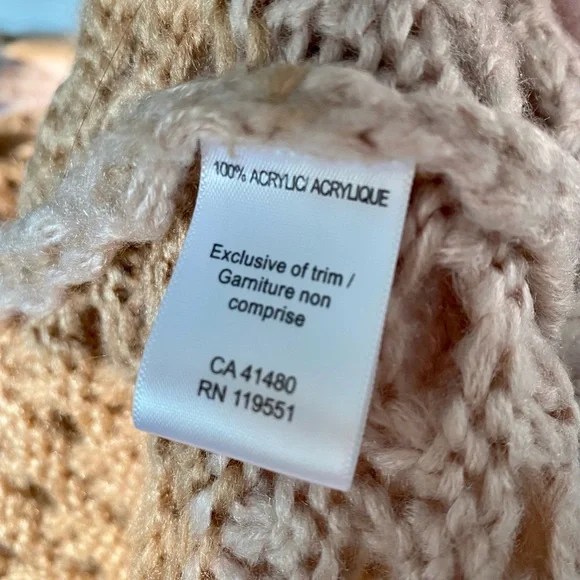 100% ACRYLIC/ ACRYLIQUE
Exclusive of trim /
Garniture non
comprise
CA 41480
RN 119551